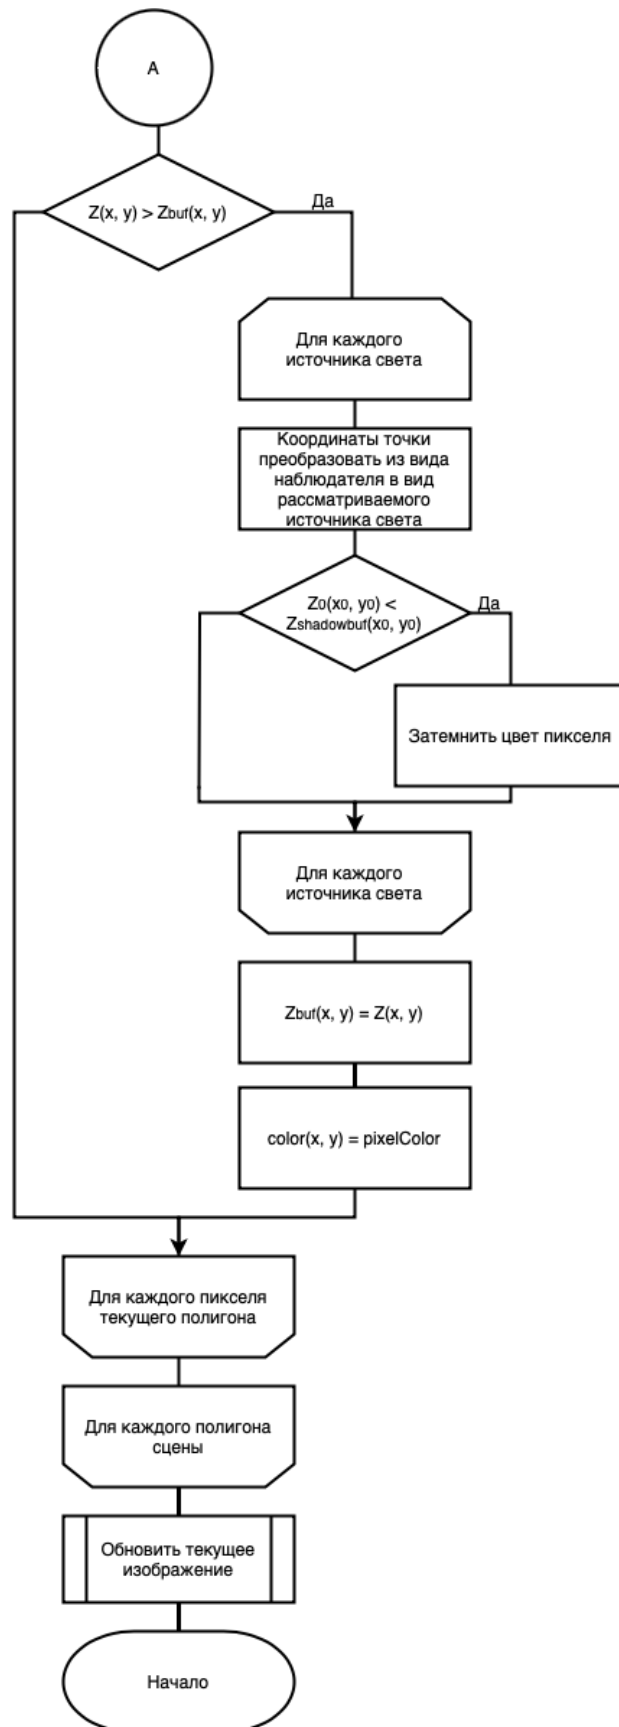 A
Z(x, y) > Zbuf(x, y)
Да
Для каждого
источника света
Координаты точки
преобразовать из вида
наблюдателя в вид
рассматриваемого
источника света
Z0(x0, y0) <
Zshadowbuf(x0, y0)
Да
Затемнить цвет пикселя
Для каждого
источника света
Zbuf(x, y) = Z(x, y)
color(x, y) = pixelColor
Для каждого пикселя
текущего полигона
Для каждого полигона
сцены
Обновить текущее
изображение
Начало